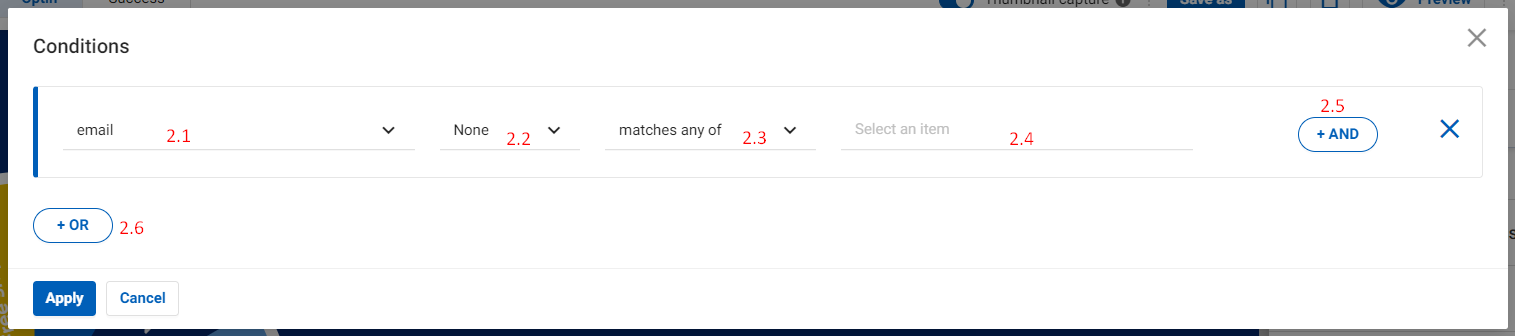 Optin Success Thumbnail capture Save as Preview
Conditions
2.5
email 2.1 None 2.2 matches any of 2.3 Select an item 2.4 + AND
+ OR 2.6
Apply Cancel